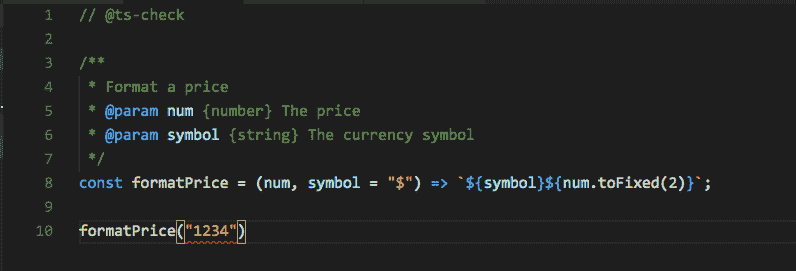 1 // @ts-check
2
3 /**
4 * Format a price
5 * @param num {number} The price
6 * @param symbol {string} The currency symbol
7 */
8 const formatPrice = (num, symbol = "$") => `${symbol}${num.toFixed(2)}`;
9
10 formatPrice("1234")